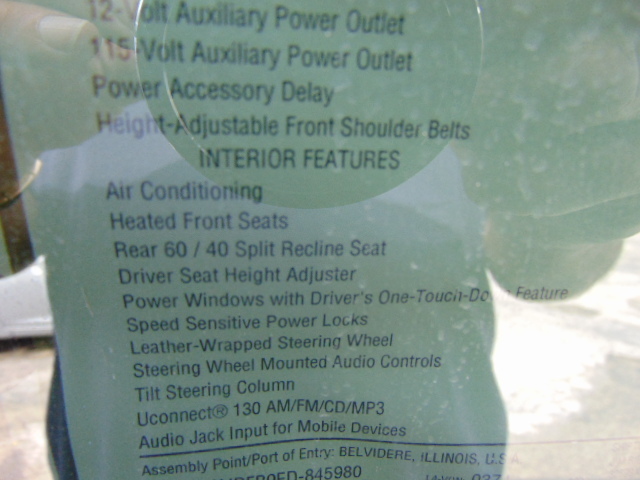 12-Volt Auxiliary Power Outlet
115-Volt Auxiliary Power Outlet
Power Accessory Delay
Height-Adjustable Front Shoulder Belts
INTERIOR FEATURES
Air Conditioning
Heated Front Seats
Rear 60 / 40 Split Recline Seat
Driver Seat Height Adjuster
Power Windows with Driver's One-Touch-Do Feature
Speed Sensitive Power Locks
Leather-Wrapped Steering Wheel
Steering Wheel Mounted Audio Controls
Tilt Steering Column
Uconnect® 130 AM/FM/CD/MP3
Audio Jack Input for Mobile Devices
Assembly Point/Port of Entry: BELVIDERE, ILLINOIS, U.S
-845980